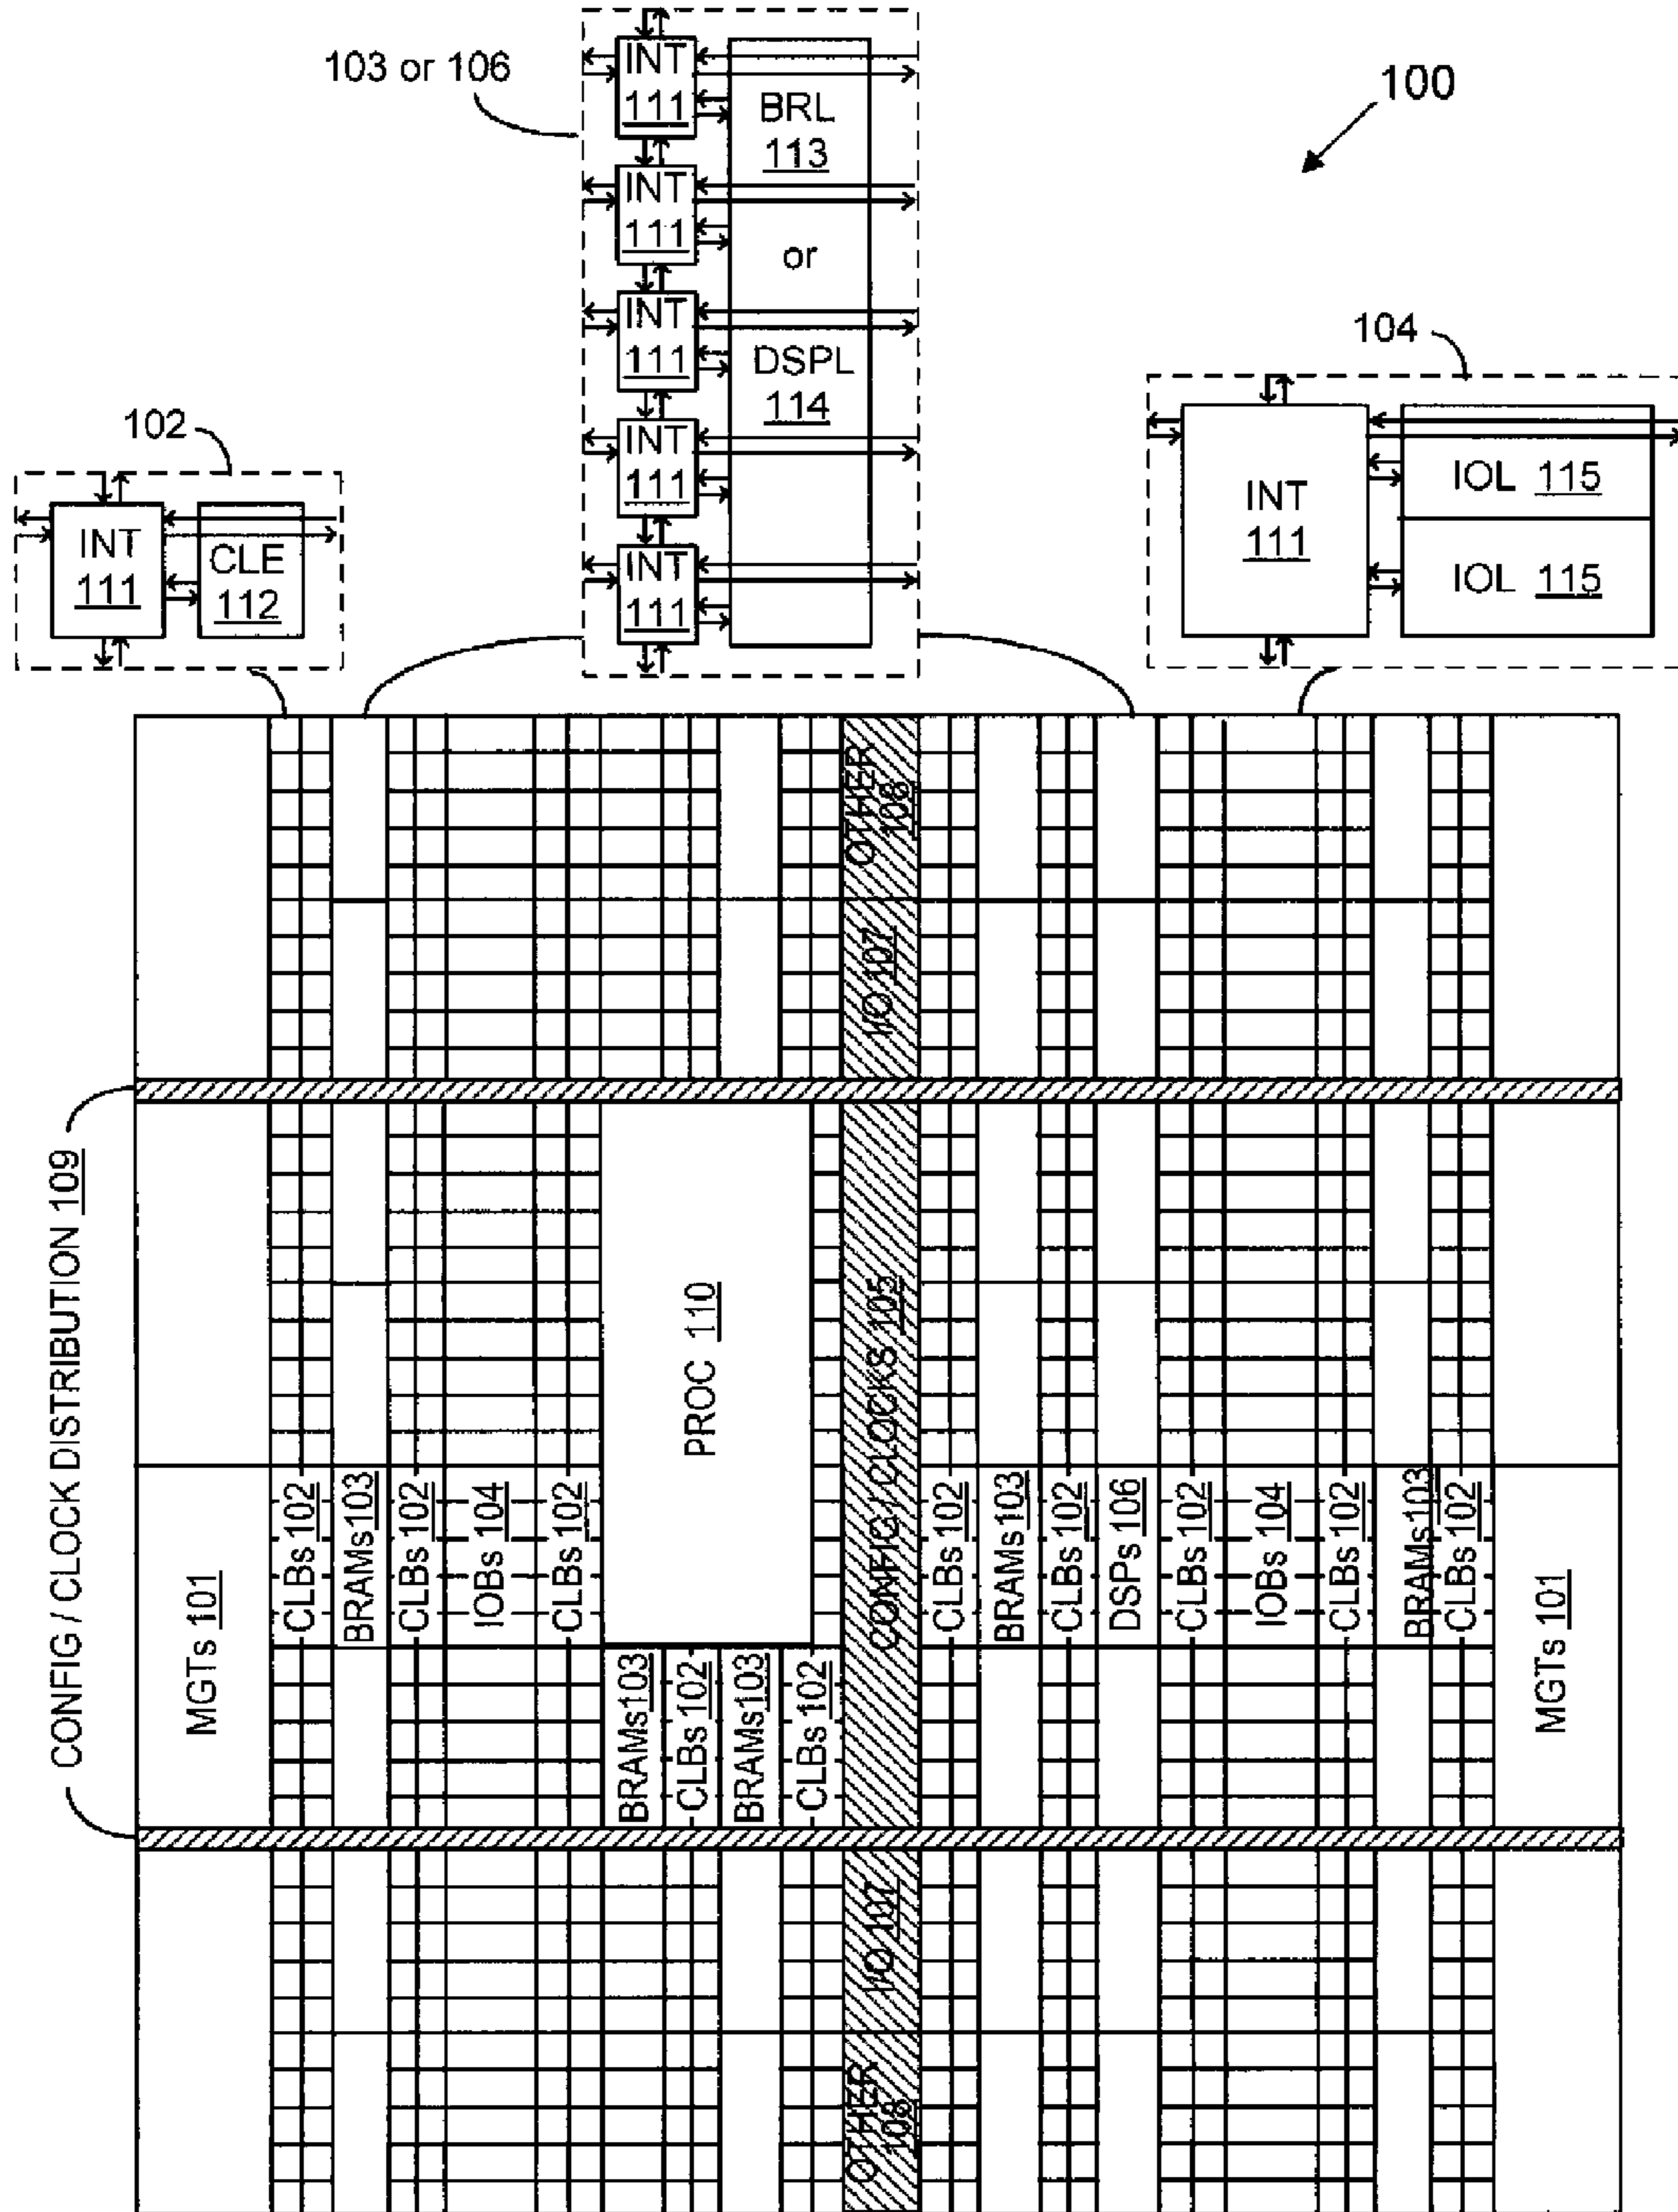 103 or 106
100
INT
111
INT
111
INT
111
INT
111
INT
111
BRL
113
or
DSPL
114
104
INT
111
IOL 115
IOL 115
102
INT
111
CLE
112
OTHER
108
I/O 107
CONFIG / CLOCK DISTRIBUTION 109
PROC 110
CONFIG / CLOCKS 105
MGTs 101
CLBs 102
BRAMs 103
CLBs 102
IOBs 104
CLBs 102
BRAMs 103
CLBs 102
BRAMs 103
CLBs 102
CLBs 102
BRAMs 103
CLBs 102
DSPs 106
CLBs 102
IOBs 104
CLBs 102
BRAMs 103
CLBs 102
MGTs 101
I/O 107
OTHER
108